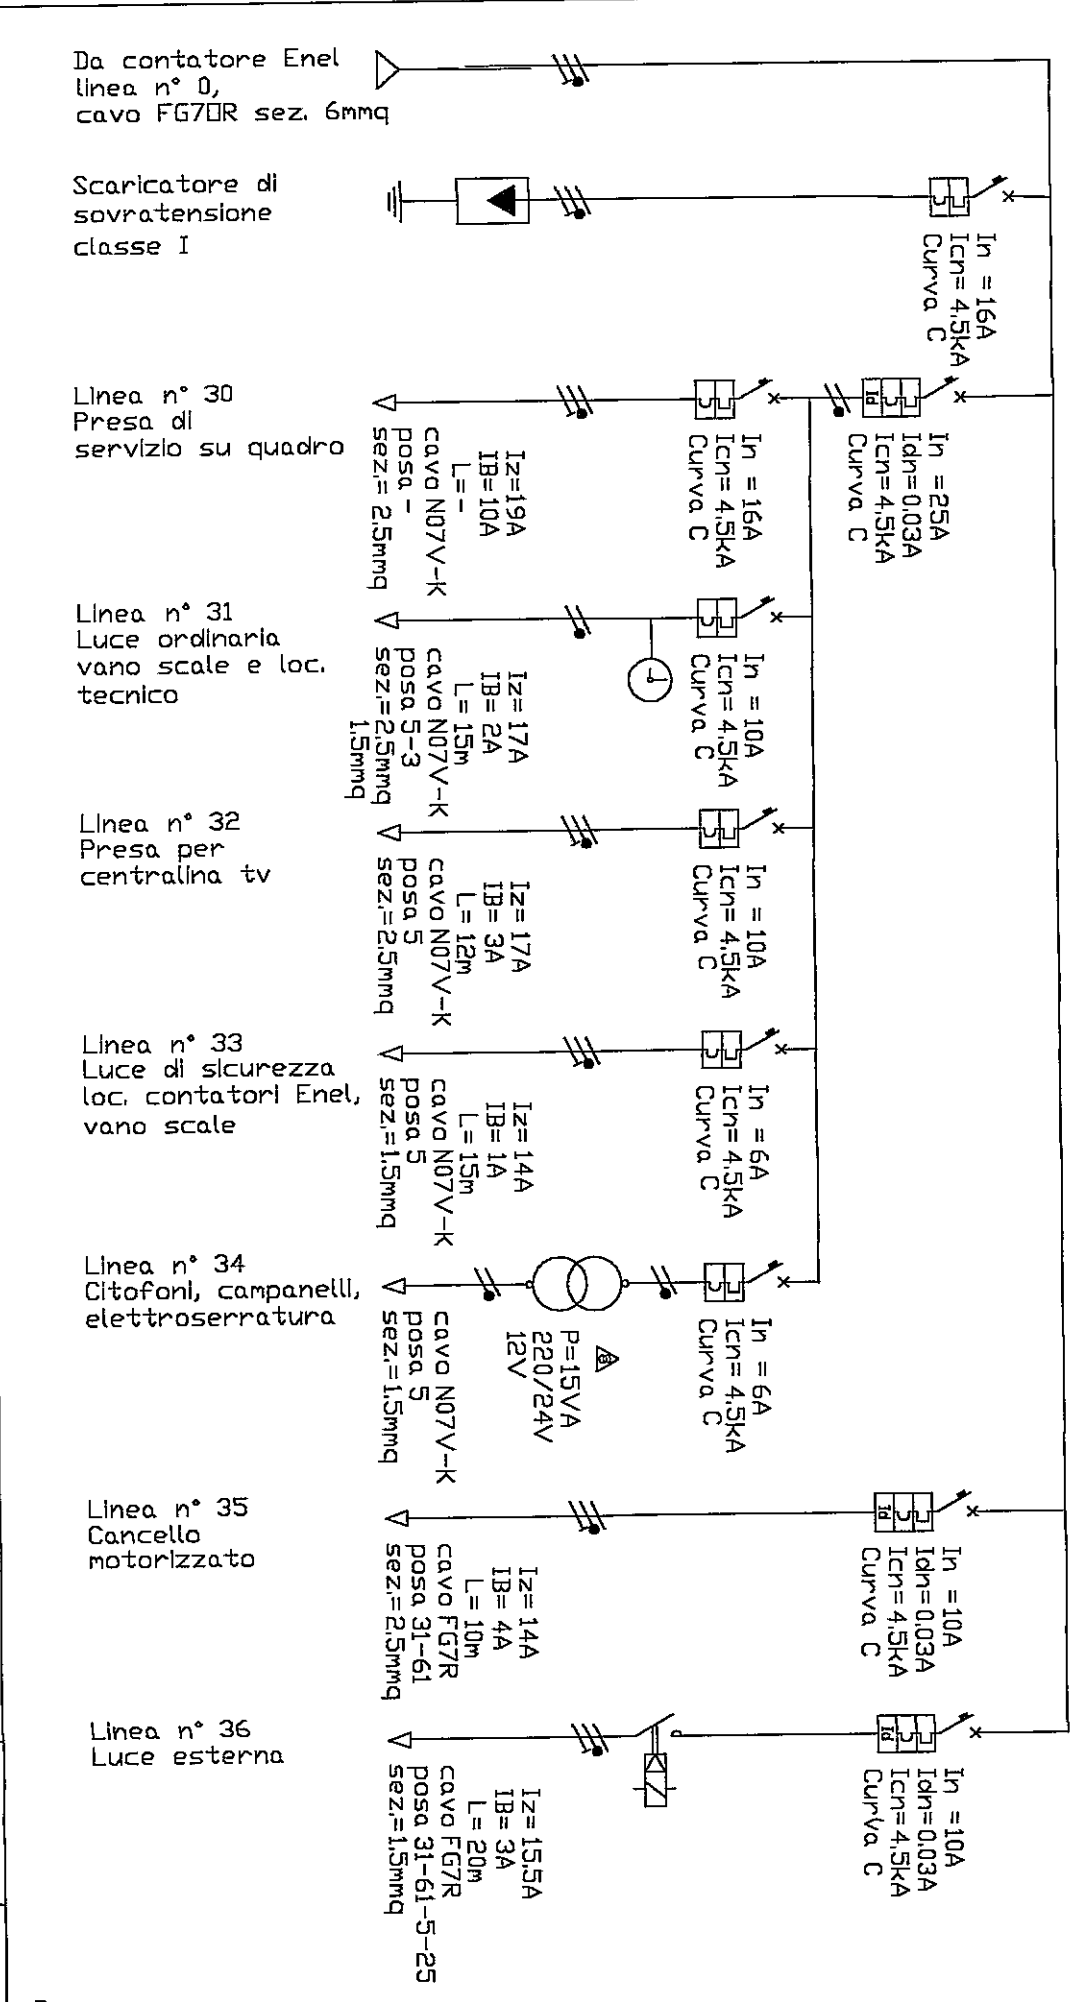 Da contatore Enel
linea n° 0,
cavo FG7OR sez. 6mmq
Scaricatore di
sovratensione
classe I
In =16A
Icn= 4,5kA
Curva C
Linea n° 30
Presa di
servizio su quadro
Iz=19A
IB=10A
L= -
cavo N07V-K
posa -
sez.= 2,5mmq
In =16A
Icn= 4,5kA
Curva C
Id
In =25A
Idn=0,03A
Icn=4,5kA
Curva C
Linea n° 31
Luce ordinaria
vano scale e loc.
tecnico
Iz=17A
IB= 2A
L= 15m
cavo N07V-K
posa 5-3
sez.=2,5mmq
1,5mmq
In =10A
Icn= 4,5kA
Curva C
Linea n° 32
Presa per
centralina tv
Iz=17A
IB= 3A
L= 12m
cavo N07V-K
posa 5
sez.=2,5mmq
In =10A
Icn= 4,5kA
Curva C
Linea n° 33
Luce di sicurezza
loc. contatori Enel,
vano scale
Iz=14A
IB=1A
L= 15m
cavo N07V-K
posa 5
sez.=1,5mmq
In = 6A
Icn= 4,5kA
Curva C
Linea n° 34
Citofoni, campanelli,
elettroserratura
cavo N07V-K
posa 5
sez.=1,5mmq
P=15VA
220/24V
12V
In = 6A
Icn= 4,5kA
Curva C
Linea n° 35
Cancello
motorizzato
Iz=14A
IB= 4A
L= 10m
cavo FG7R
posa 31-61
sez.=2,5mmq
Id
In =10A
Idn=0,03A
Icn= 4,5kA
Curva C
Linea n° 36
Luce esterna
Iz=15,5A
IB= 3A
L= 20m
cavo FG7R
posa 31-61-5-25
sez.=1,5mmq
Id
In =10A
Idn=0,03A
Icn= 4,5kA
Curva C